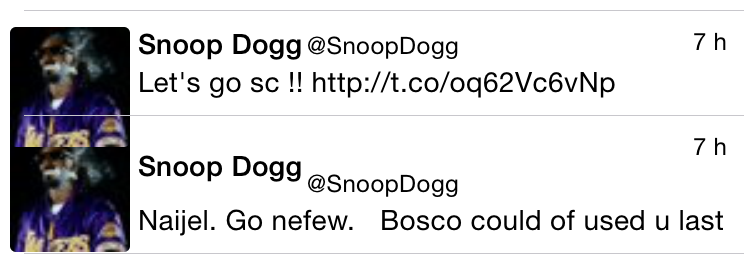 Snoop Dogg @SnoopDogg 7 h
Let's go sc !! http://t.co/oq62Vc6vNp
7 h
Snoop Dogg @SnoopDogg
Naijel. Go nefew. Bosco could of used u last